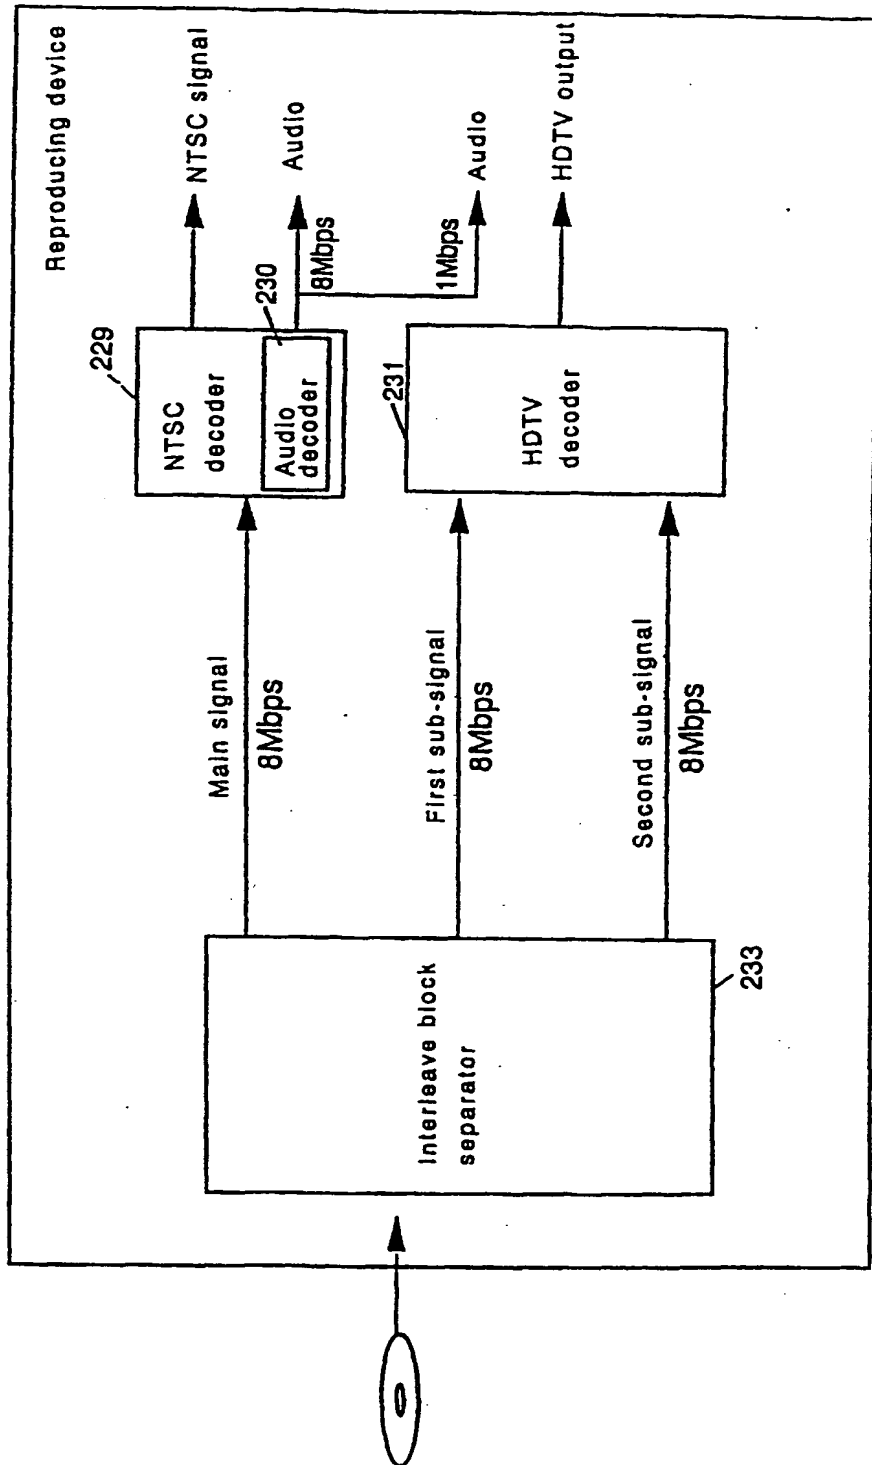 Reproducing device
Interleave block
separator
233
Main signal
8Mbps
First sub-signal
8Mbps
Second sub-signal
8Mbps
229
NTSC
decoder
Audio
decoder
230
231
HDTV
decoder
NTSC signal
Audio
8Mbps
1Mbps
Audio
HDTV output